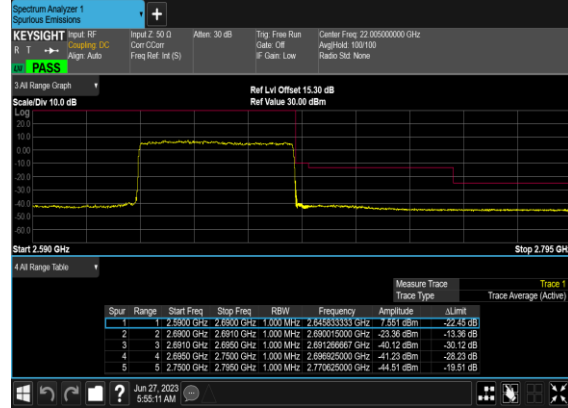 Spectrum Analyzer 1
Spurious Emissions
+
KEYSIGHT Input: RF Input Z: 50 Ω Atten: 30 dB Trig: Free Run Center Freq: 22.005000000 GHz
R T Coupling: DC Corr CCorr Gate: Off Avg|Hold: 100/100
Align: Auto Freq Ref: Int (S) IF Gain: Low Radio Std: None
PASS
3 All Range Graph
Ref Lvl Offset 15.30 dB
Scale/Div 10.0 dB Ref Value 30.00 dBm
Log
20.0
10.0
0.00
-10.0
-20.0
-30.0
-40.0
-50.0
-60.0
Start 2.590 GHz Stop 2.795 GHz
4 All Range Table
Measure Trace Trace 1
Trace Type Trace Average (Active)
Spur Range Start Freq Stop Freq RBW Frequency Amplitude ΔLimit
1 1 2.5900 GHz 2.6900 GHz 1.000 MHz 2.645833333 GHz 7.551 dBm -22.45 dB
2 2 2.6900 GHz 2.6910 GHz 1.000 MHz 2.690015000 GHz -23.36 dBm -13.36 dB
3 3 2.6910 GHz 2.6950 GHz 1.000 MHz 2.691266667 GHz -40.12 dBm -30.12 dB
4 4 2.6950 GHz 2.7500 GHz 1.000 MHz 2.696925000 GHz -41.23 dBm -28.23 dB
5 5 2.7500 GHz 2.7950 GHz 1.000 MHz 2.770625000 GHz -44.51 dBm -19.51 dB
? Jun 27, 2023
5:55:11 AM